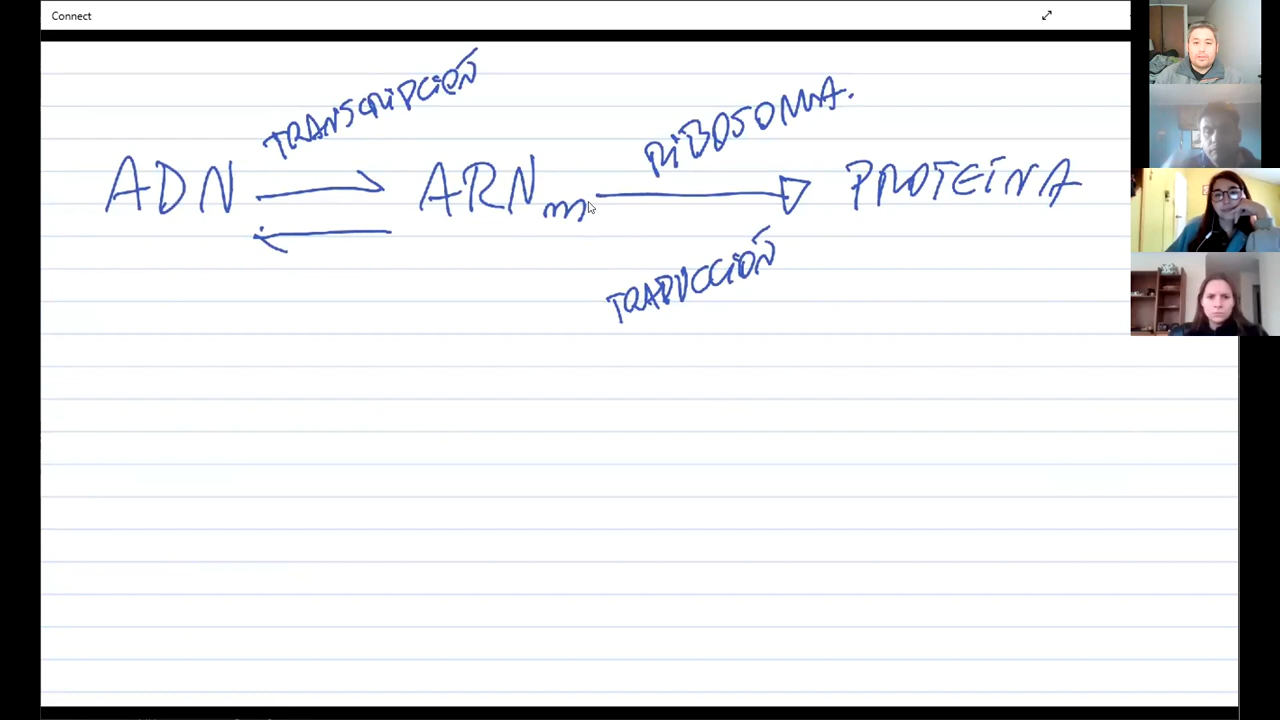 Connect
TRANSCRIPCIÓN
RIBOSOMA.
ADN ARNm PROTEÍNA
TRADUCCIÓN